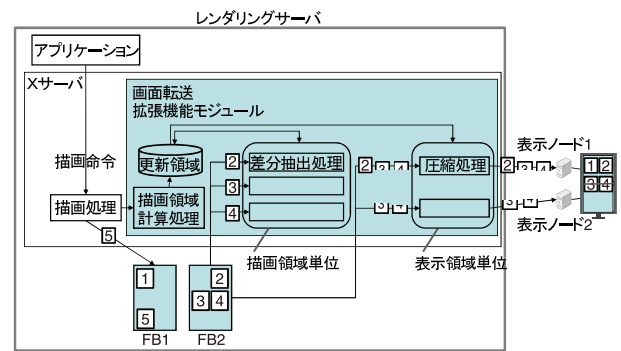 レンダリングサーバ
アプリケーション
Xサーバ
画面転送
拡張機能モジュール
表示ノード1
描画命令
更新領域
2
差分抽出処理
2
3
4
圧縮処理
2
3
4
1
2
3
4
描画処理
描画領域
計算処理
3
4
3
4
3
4
表示ノード2
5
描画領域単位
表示領域単位
1
2
3
4
5
FB1
FB2